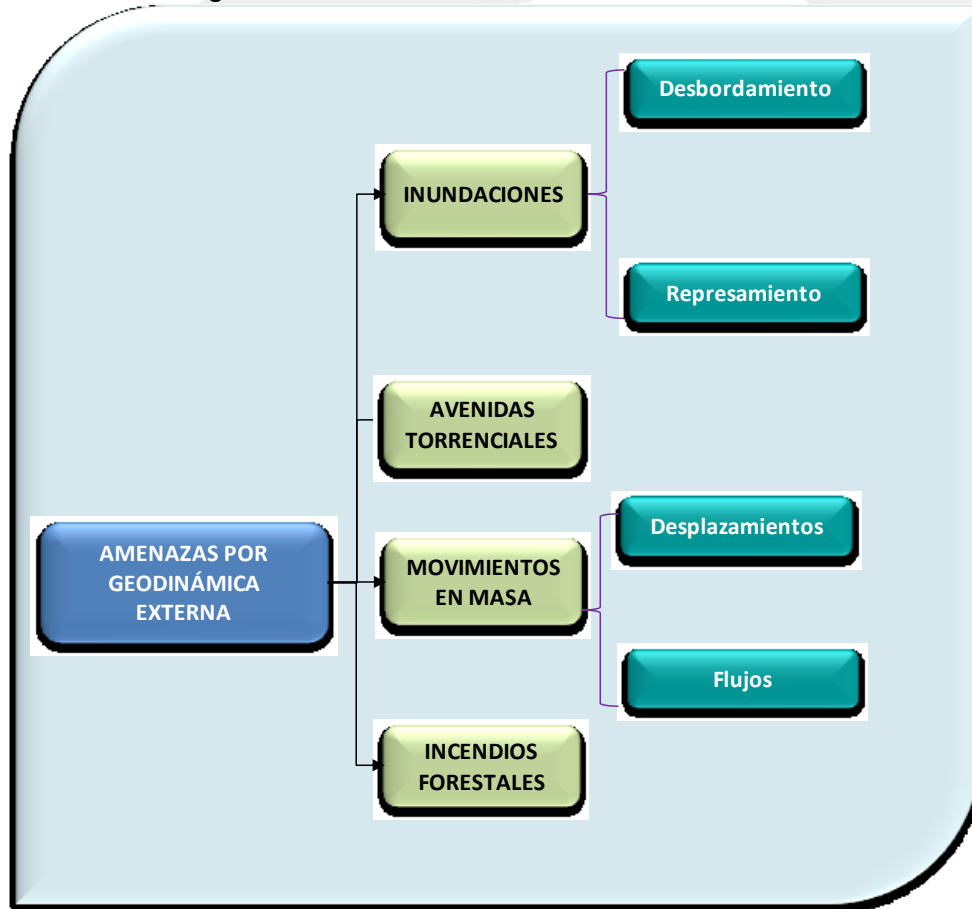 AMENAZAS POR
GEODINÁMICA
EXTERNA
INUNDACIONES
Desbordamiento
Represamiento
AVENIDAS
TORRENCIALES
MOVIMIENTOS
EN MASA
Desplazamientos
Flujos
INCENDIOS
FORESTALES